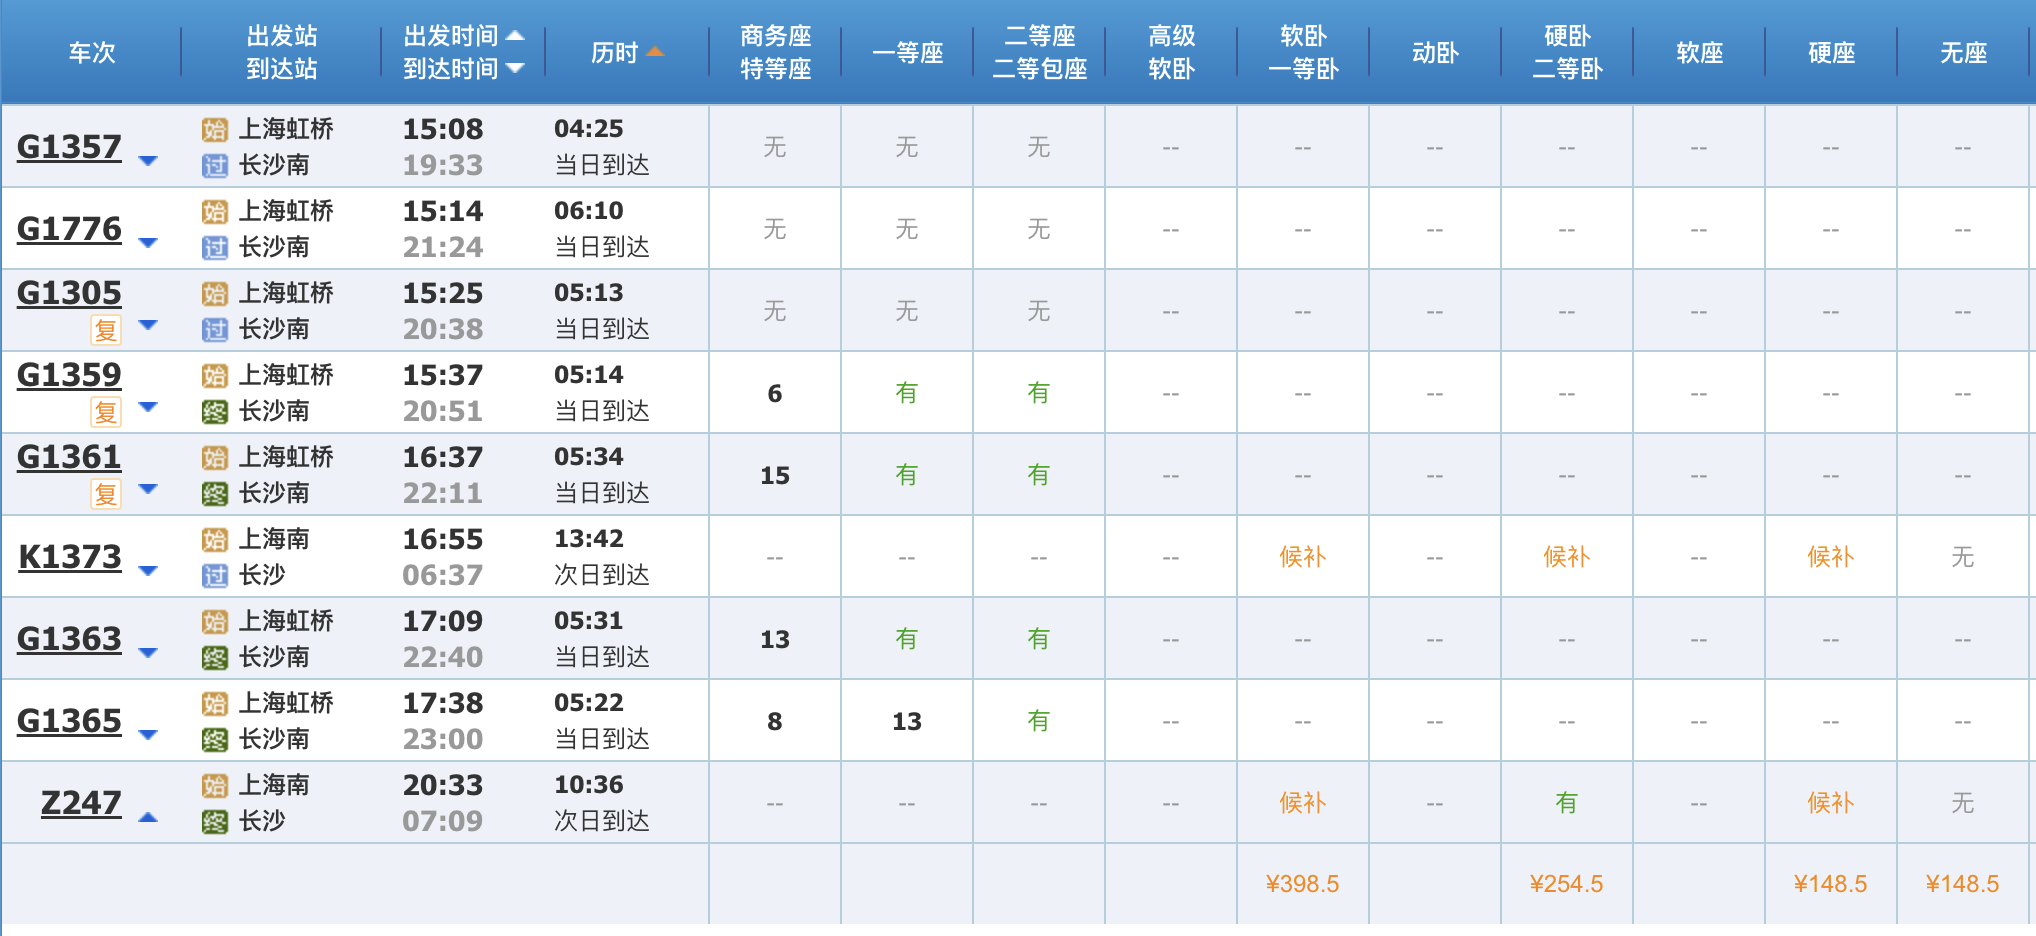 车次 出发站 出发时间 历时 商务座 一等座 二等座 高级 软卧 动卧 硬卧 软座 硬座 无座
到达站 到达时间 特等座 二等包座 软卧 一等卧 二等卧
G1357 始 上海虹桥 15:08 04:25 无 无 无 -- -- -- -- -- -- --
过 长沙南 19:33 当日到达
G1776 始 上海虹桥 15:14 06:10 无 无 无 -- -- -- -- -- -- --
过 长沙南 21:24 当日到达
G1305 始 上海虹桥 15:25 05:13 无 无 无 -- -- -- -- -- -- --
复 过 长沙南 20:38 当日到达
G1359 始 上海虹桥 15:37 05:14 6 有 有 -- -- -- -- -- -- --
复 终 长沙南 20:51 当日到达
G1361 始 上海虹桥 16:37 05:34 15 有 有 -- -- -- -- -- -- --
复 终 长沙南 22:11 当日到达
K1373 始 上海南 16:55 13:42 -- -- -- -- 候补 -- 候补 -- 候补 无
过 长沙 06:37 次日到达
G1363 始 上海虹桥 17:09 05:31 13 有 有 -- -- -- -- -- -- --
终 长沙南 22:40 当日到达
G1365 始 上海虹桥 17:38 05:22 8 13 有 -- -- -- -- -- -- --
终 长沙南 23:00 当日到达
Z247 始 上海南 20:33 10:36 -- -- -- -- 候补 -- 有 -- 候补 无
终 长沙 07:09 次日到达
¥398.5 ¥254.5 ¥148.5 ¥148.5